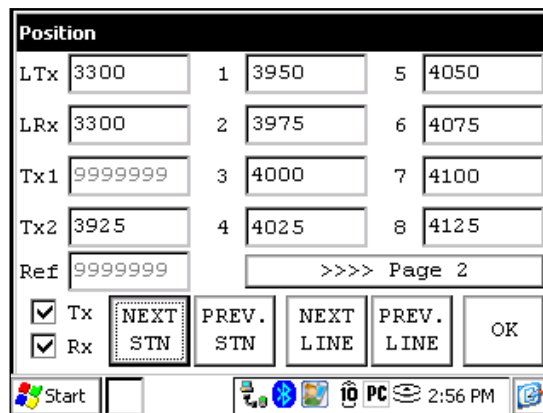 Position
LTx 3300 1 3950 5 4050
LRx 3300 2 3975 6 4075
Tx1 9999999 3 4000 7 4100
Tx2 3925 4 4025 8 4125
Ref 9999999 >>>> Page 2
Tx
Rx
NEXT STN
PREV. STN
NEXT LINE
PREV. LINE
OK
Start PC 2:56 PM